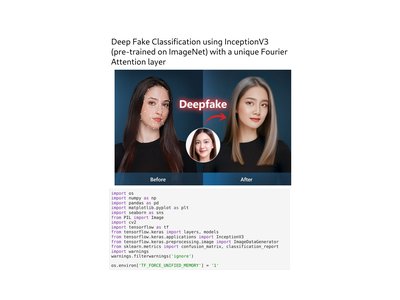 Deep Fake Classification using InceptionV3
(pre-trained on ImageNet) with a unique Fourier
Attention layer
Deepfake
Before
After
import os
import numpy as np
import pandas as pd
import matplotlib.pyplot as plt
import seaborn as sns
from PIL import Image
import cv2
import tensorflow as tf
from tensorflow.keras import layers, models
from tensorflow.keras.applications import InceptionV3
from tensorflow.keras.preprocessing.image import ImageDataGenerator
from sklearn.metrics import confusion_matrix, classification_report
import warnings
warnings.filterwarnings('ignore')
os.environ["TF_FORCE_UNIFIED_MEMORY"] = '1'